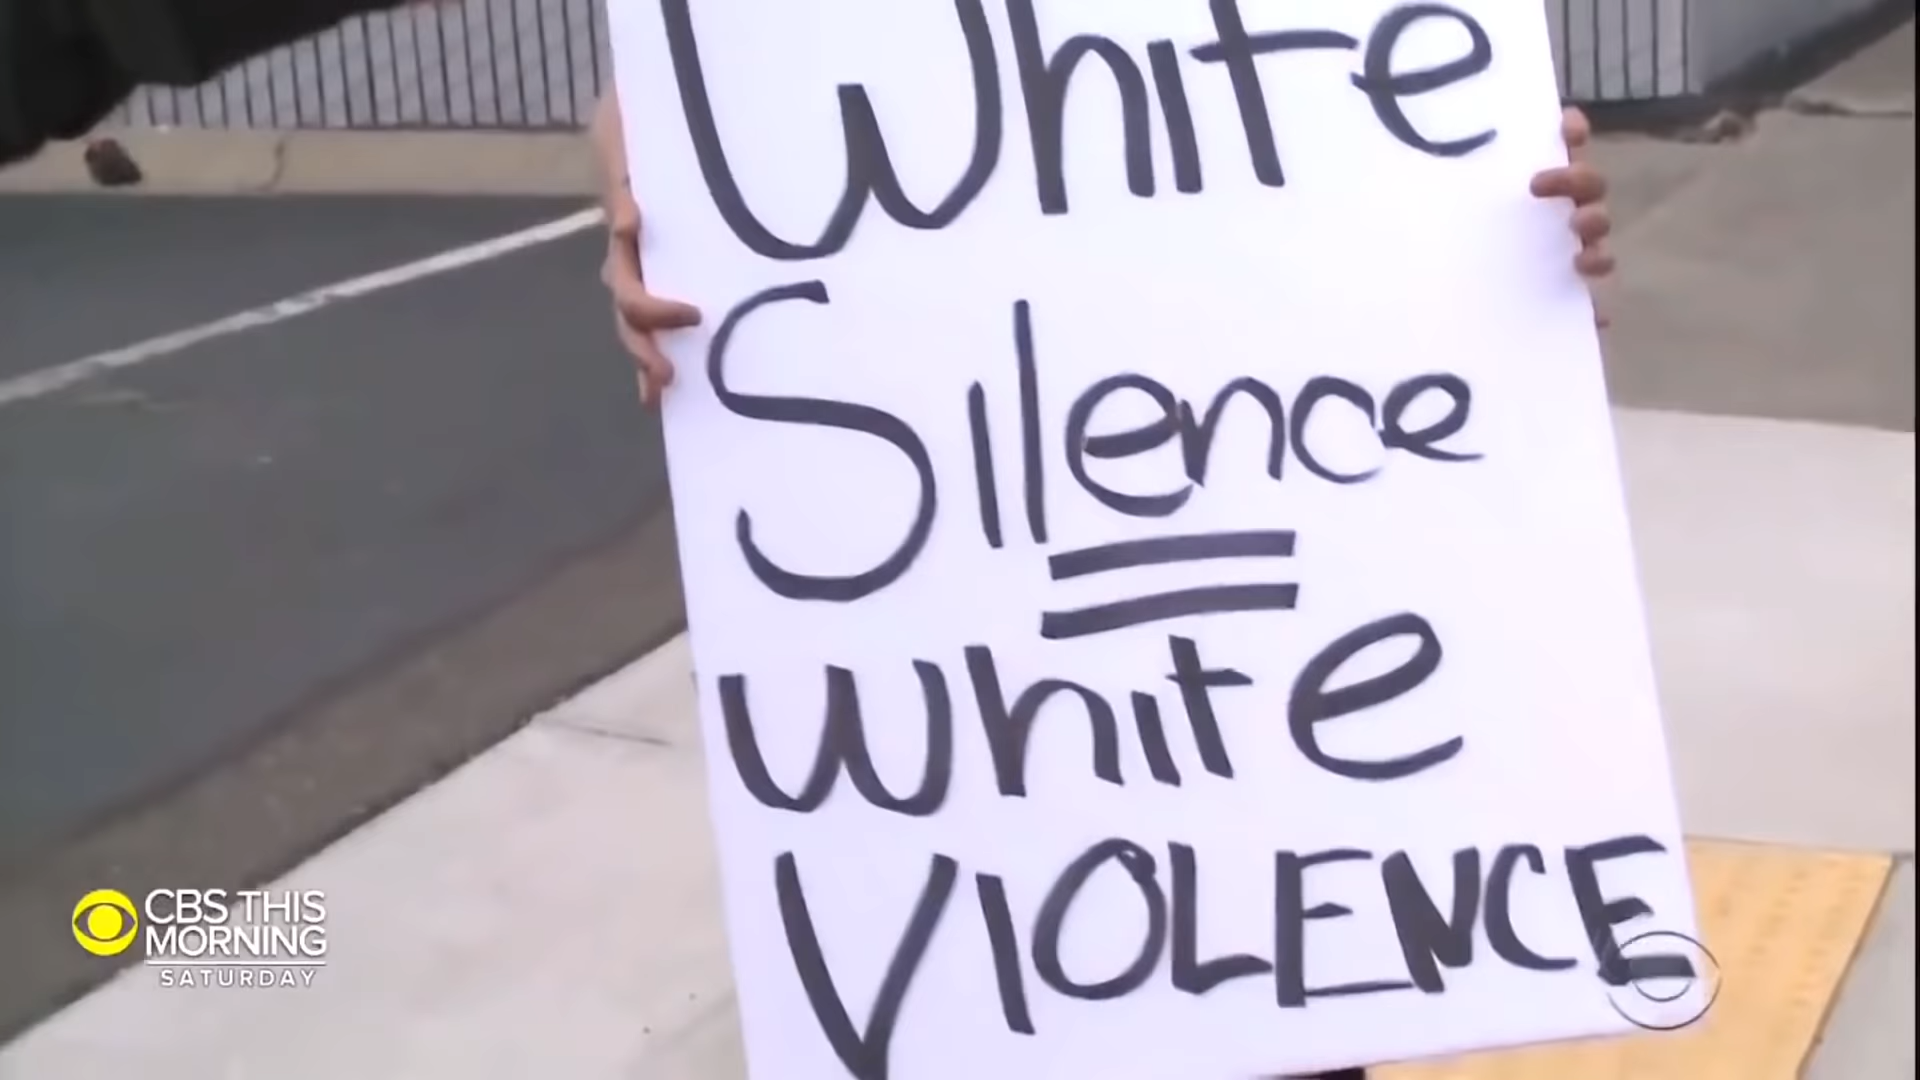 White
Silence
=
White
VIOLENCE
CBS THIS
MORNING
SATURDAY